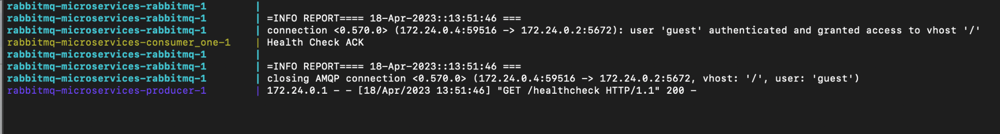 rabbitmq-microservices-rabbitmq-1 |
rabbitmq-microservices-rabbitmq-1 | =INFO REPORT==== 18-Apr-2023::13:51:46 ===
rabbitmq-microservices-rabbitmq-1 | connection <0.570.0> (172.24.0.4:59516 -> 172.24.0.2:5672): user 'guest' authenticated and granted access to vhost '/'
rabbitmq-microservices-consumer_one-1 | Health Check ACK
rabbitmq-microservices-rabbitmq-1 |
rabbitmq-microservices-rabbitmq-1 | =INFO REPORT==== 18-Apr-2023::13:51:46 ===
rabbitmq-microservices-rabbitmq-1 | closing AMQP connection <0.570.0> (172.24.0.4:59516 -> 172.24.0.2:5672, vhost: '/', user: 'guest')
rabbitmq-microservices-producer-1 | 172.24.0.1 - - [18/Apr/2023 13:51:46] "GET /healthcheck HTTP/1.1" 200 -